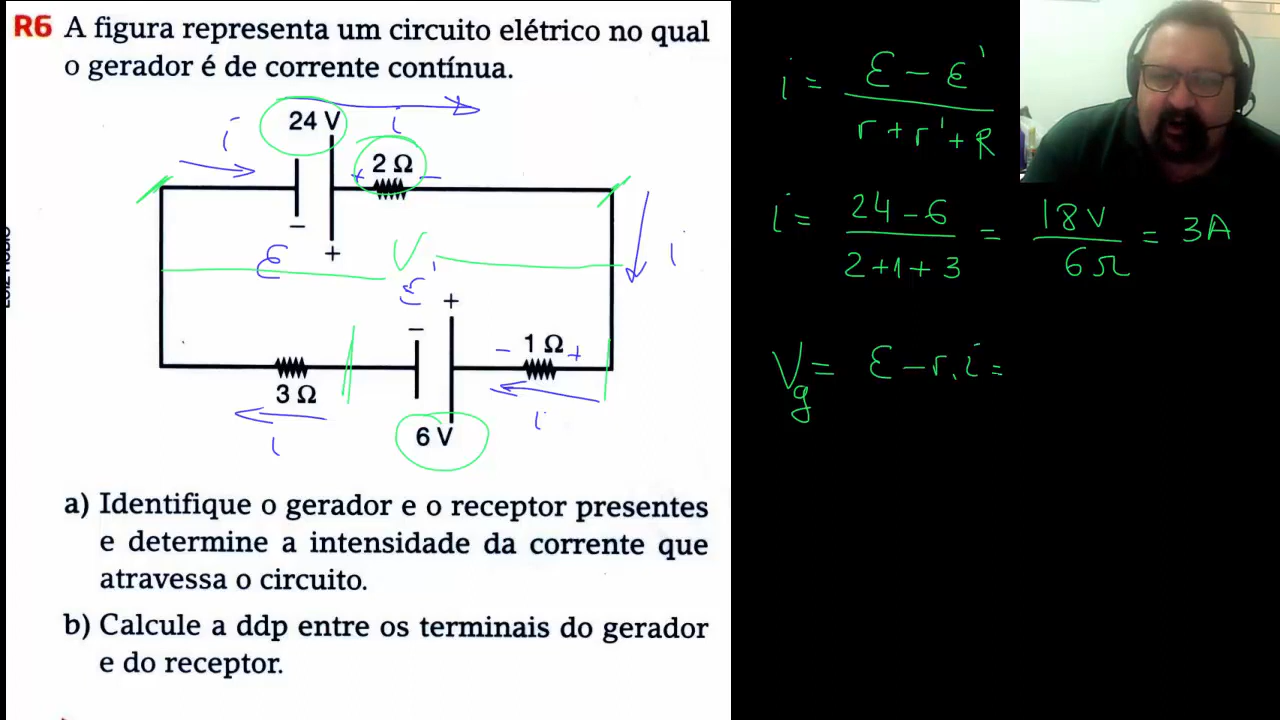 R6 A figura representa um circuito elétrico no qual
o gerador é de corrente contínua.
24 V
i
i
2 Ω
+ −
−
+
ε
V
i
ε'
+
−
− 1 Ω +
3 Ω
i
i
6 V
a) Identifique o gerador e o receptor presentes
e determine a intensidade da corrente que
atravessa o circuito.
b) Calcule a ddp entre os terminais do gerador
e do receptor.
i = ε − ε' / r + r' + R
i = 24 − 6 / 2 + 1 + 3 = 18V / 6Ω = 3A
Vg = ε − r.i =